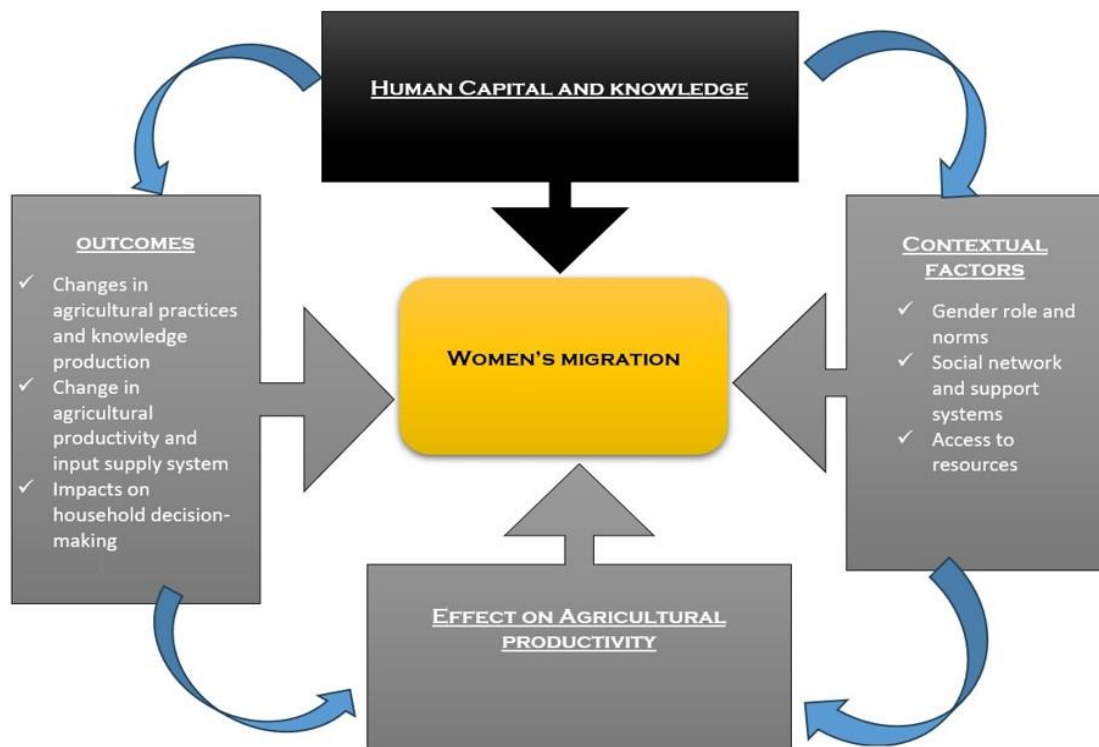 HUMAN CAPITAL AND KNOWLEDGE
OUTCOMES
✓ Changes in
agricultural practices
and knowledge
production
✓ Change in
agricultural
productivity and
input supply system
✓ Impacts on
household decision-
making
WOMEN’S MIGRATION
CONTEXTUAL
FACTORS
✓ Gender role and
norms
✓ Social network
and support
systems
✓ Access to
resources
EFFECT ON AGRICULTURAL
PRODUCTIVITY